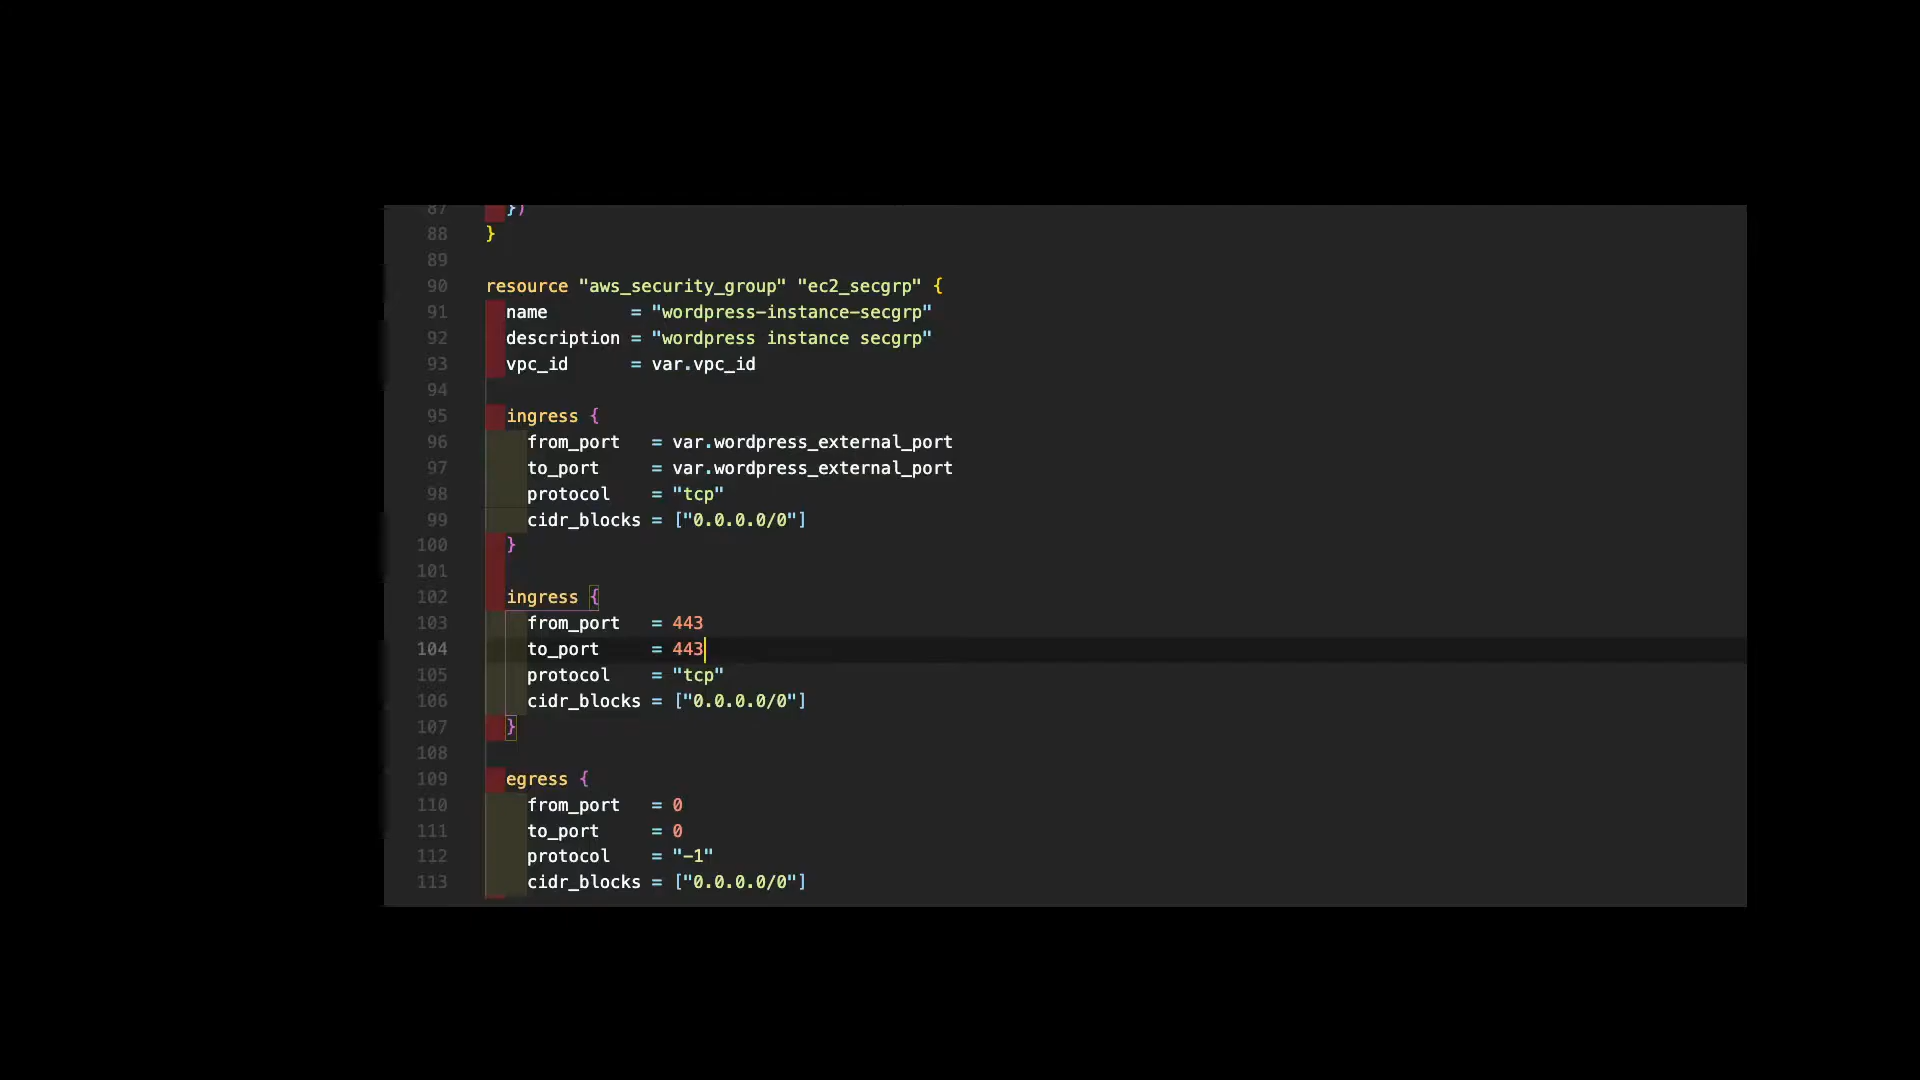 87 })
88 }
89
90 resource "aws_security_group" "ec2_secgrp" {
91 name = "wordpress-instance-secgrp"
92 description = "wordpress instance secgrp"
93 vpc_id = var.vpc_id
94
95 ingress {
96 from_port = var.wordpress_external_port
97 to_port = var.wordpress_external_port
98 protocol = "tcp"
99 cidr_blocks = ["0.0.0.0/0"]
100 }
101
102 ingress {
103 from_port = 443
104 to_port = 443
105 protocol = "tcp"
106 cidr_blocks = ["0.0.0.0/0"]
107 }
108
109 egress {
110 from_port = 0
111 to_port = 0
112 protocol = "-1"
113 cidr_blocks = ["0.0.0.0/0"]